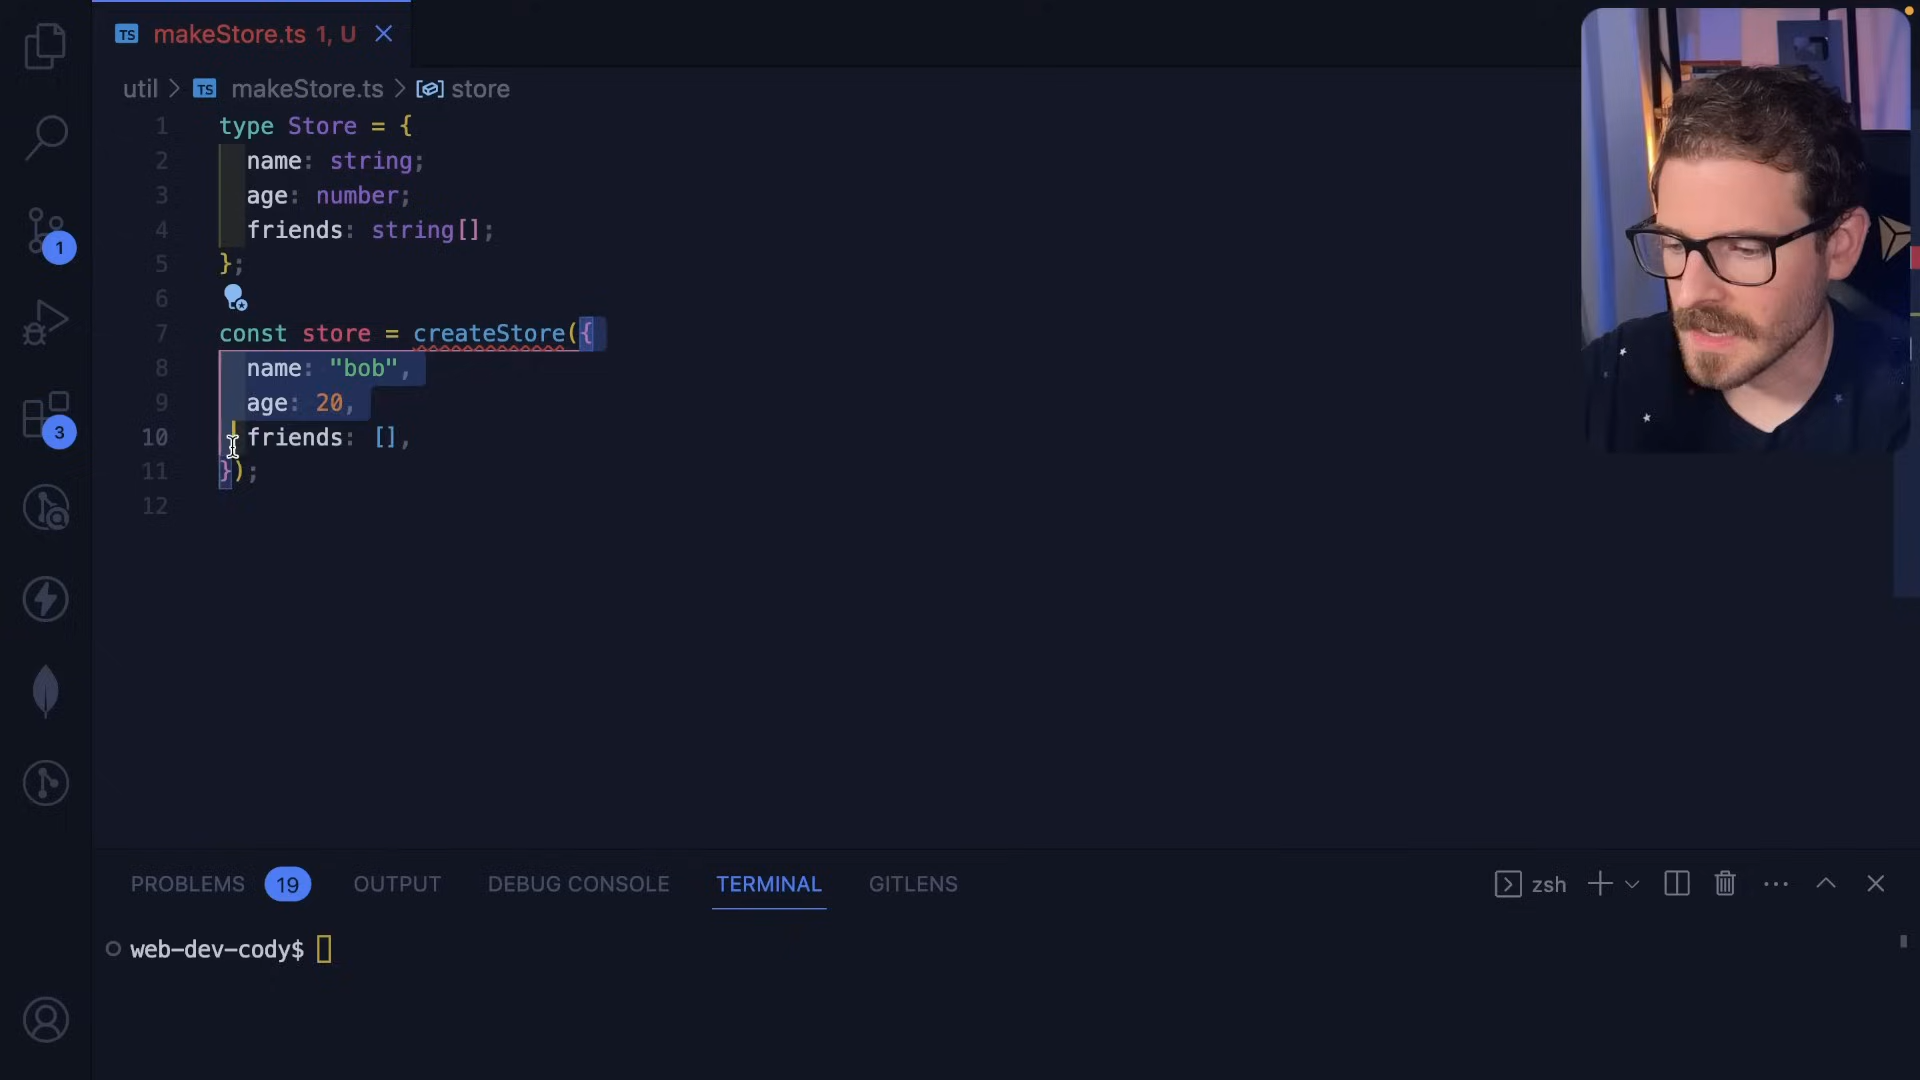 TS makeStore.ts 1, U
util > TS makeStore.ts > store
1 type Store = {
2 name: string;
3 age: number;
4 friends: string[];
5 };
6
7 const store = createStore({
8 name: "bob",
9 age: 20,
10 friends: [],
11 });
12
1
3
PROBLEMS 19 OUTPUT DEBUG CONSOLE TERMINAL GITLENS zsh
web-dev-cody$